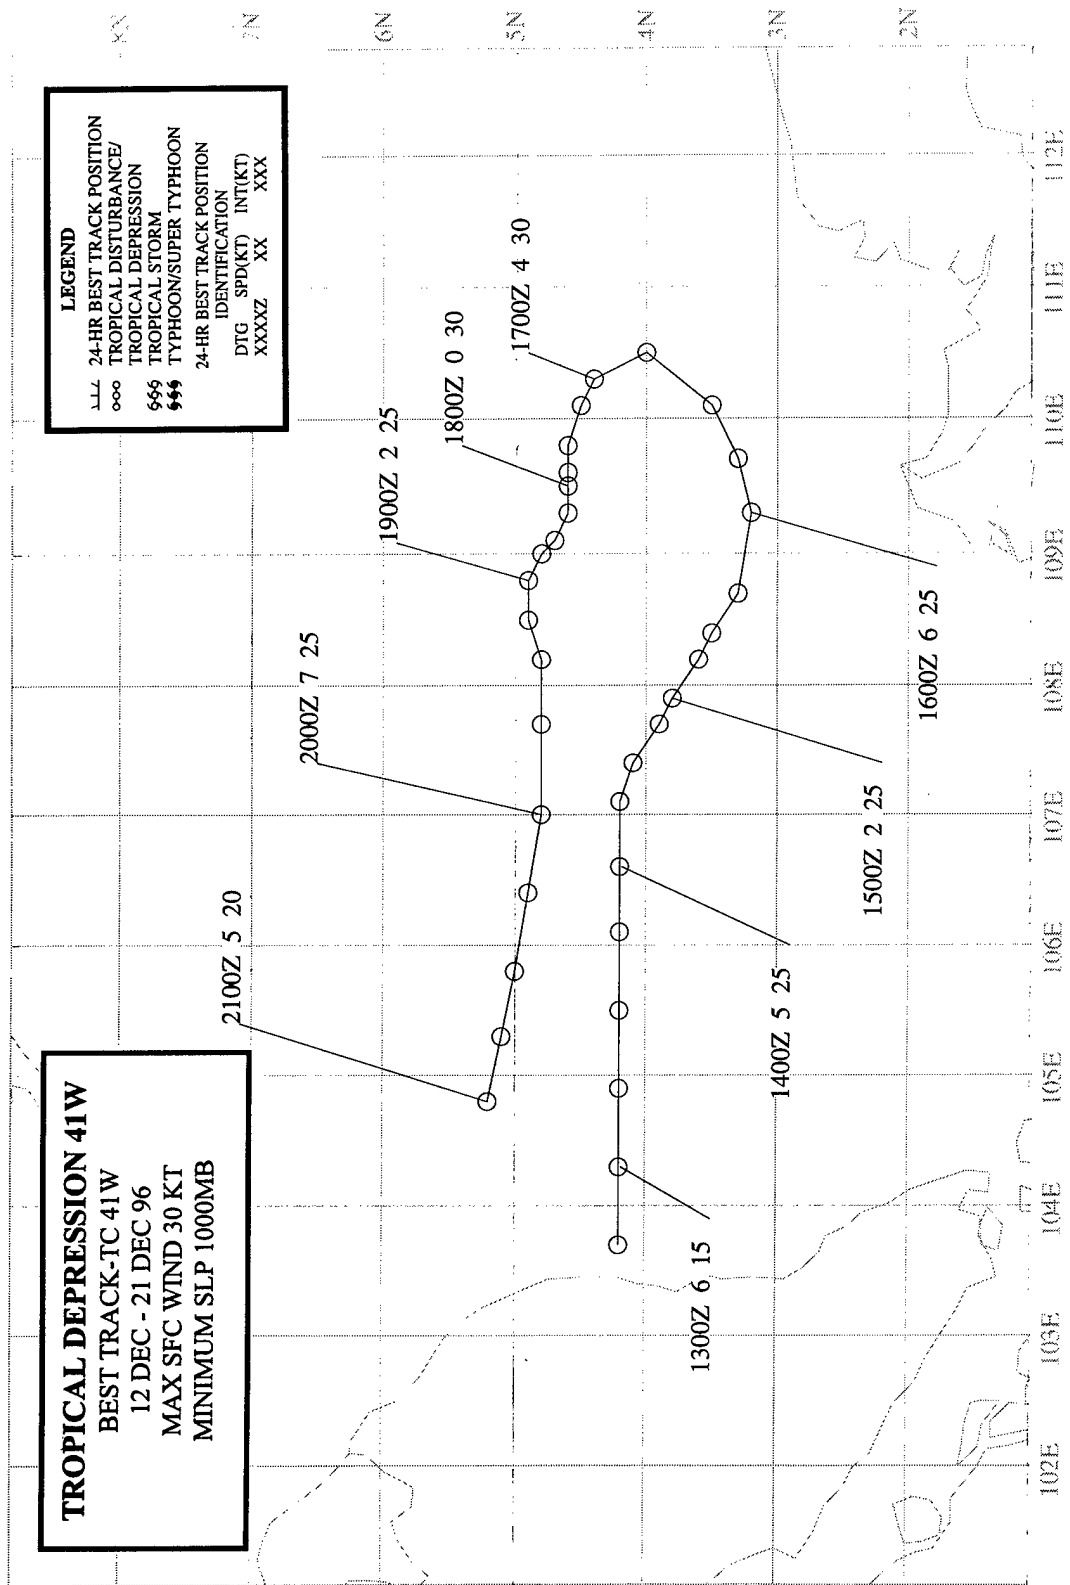 TROPICAL DEPRESSION 41W
BEST TRACK-TC 41W
12 DEC - 21 DEC 96
MAX SFC WIND 30 KT
MINIMUM SLP 1000MB
LEGEND
24-HR BEST TRACK POSITION
TROPICAL DISTURBANCE/
TROPICAL DEPRESSION
TROPICAL STORM
TYPHOON/SUPER TYPHOON
24-HR BEST TRACK POSITION
IDENTIFICATION
DTG SPD(KT) INT(KT)
XXXXZ XX XXX
2100Z 5 20
2000Z 7 25
1900Z 2 25
1800Z 0 30
1700Z 4 30
1300Z 6 15
1400Z 5 25
1500Z 2 25
1600Z 6 25
8N
7N
6N
5N
4N
3N
2N
102E
103E
104E
105E
106E
107E
108E
109E
110E
111E
112E